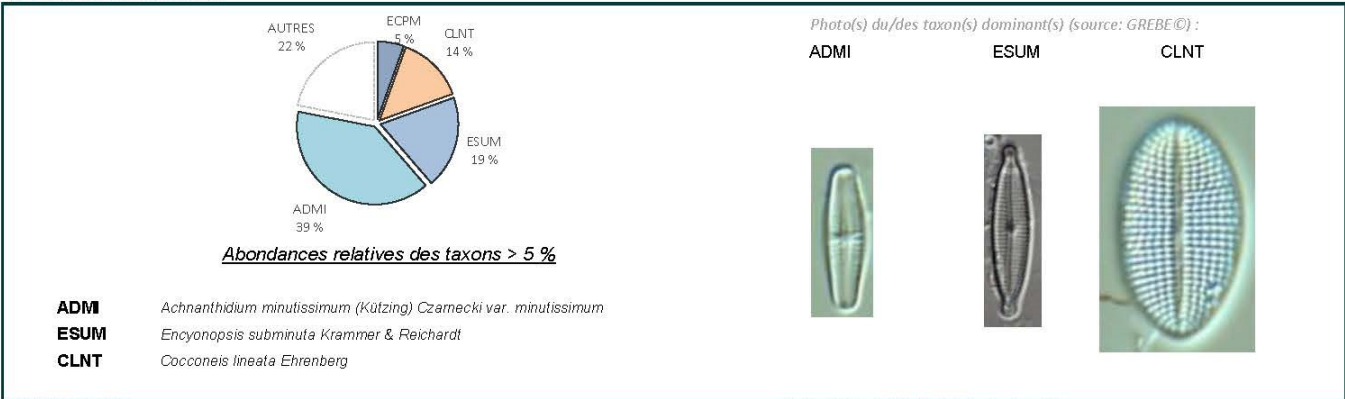 AUTRES
22 %
ECPM
5 %
CLNT
14 %
ESUM
19 %
ADMI
39 %
Abondances relatives des taxons > 5 %
ADMI Achnanthidium minutissimum (Kützing) Czarnecki var. minutissimum
ESUM Encyonopsis subminuta Krammer & Reichardt
CLNT Cocconeis lineata Ehrenberg
Photo(s) du/des taxon(s) dominant(s) (source: GREBE©) :
ADMI ESUM CLNT